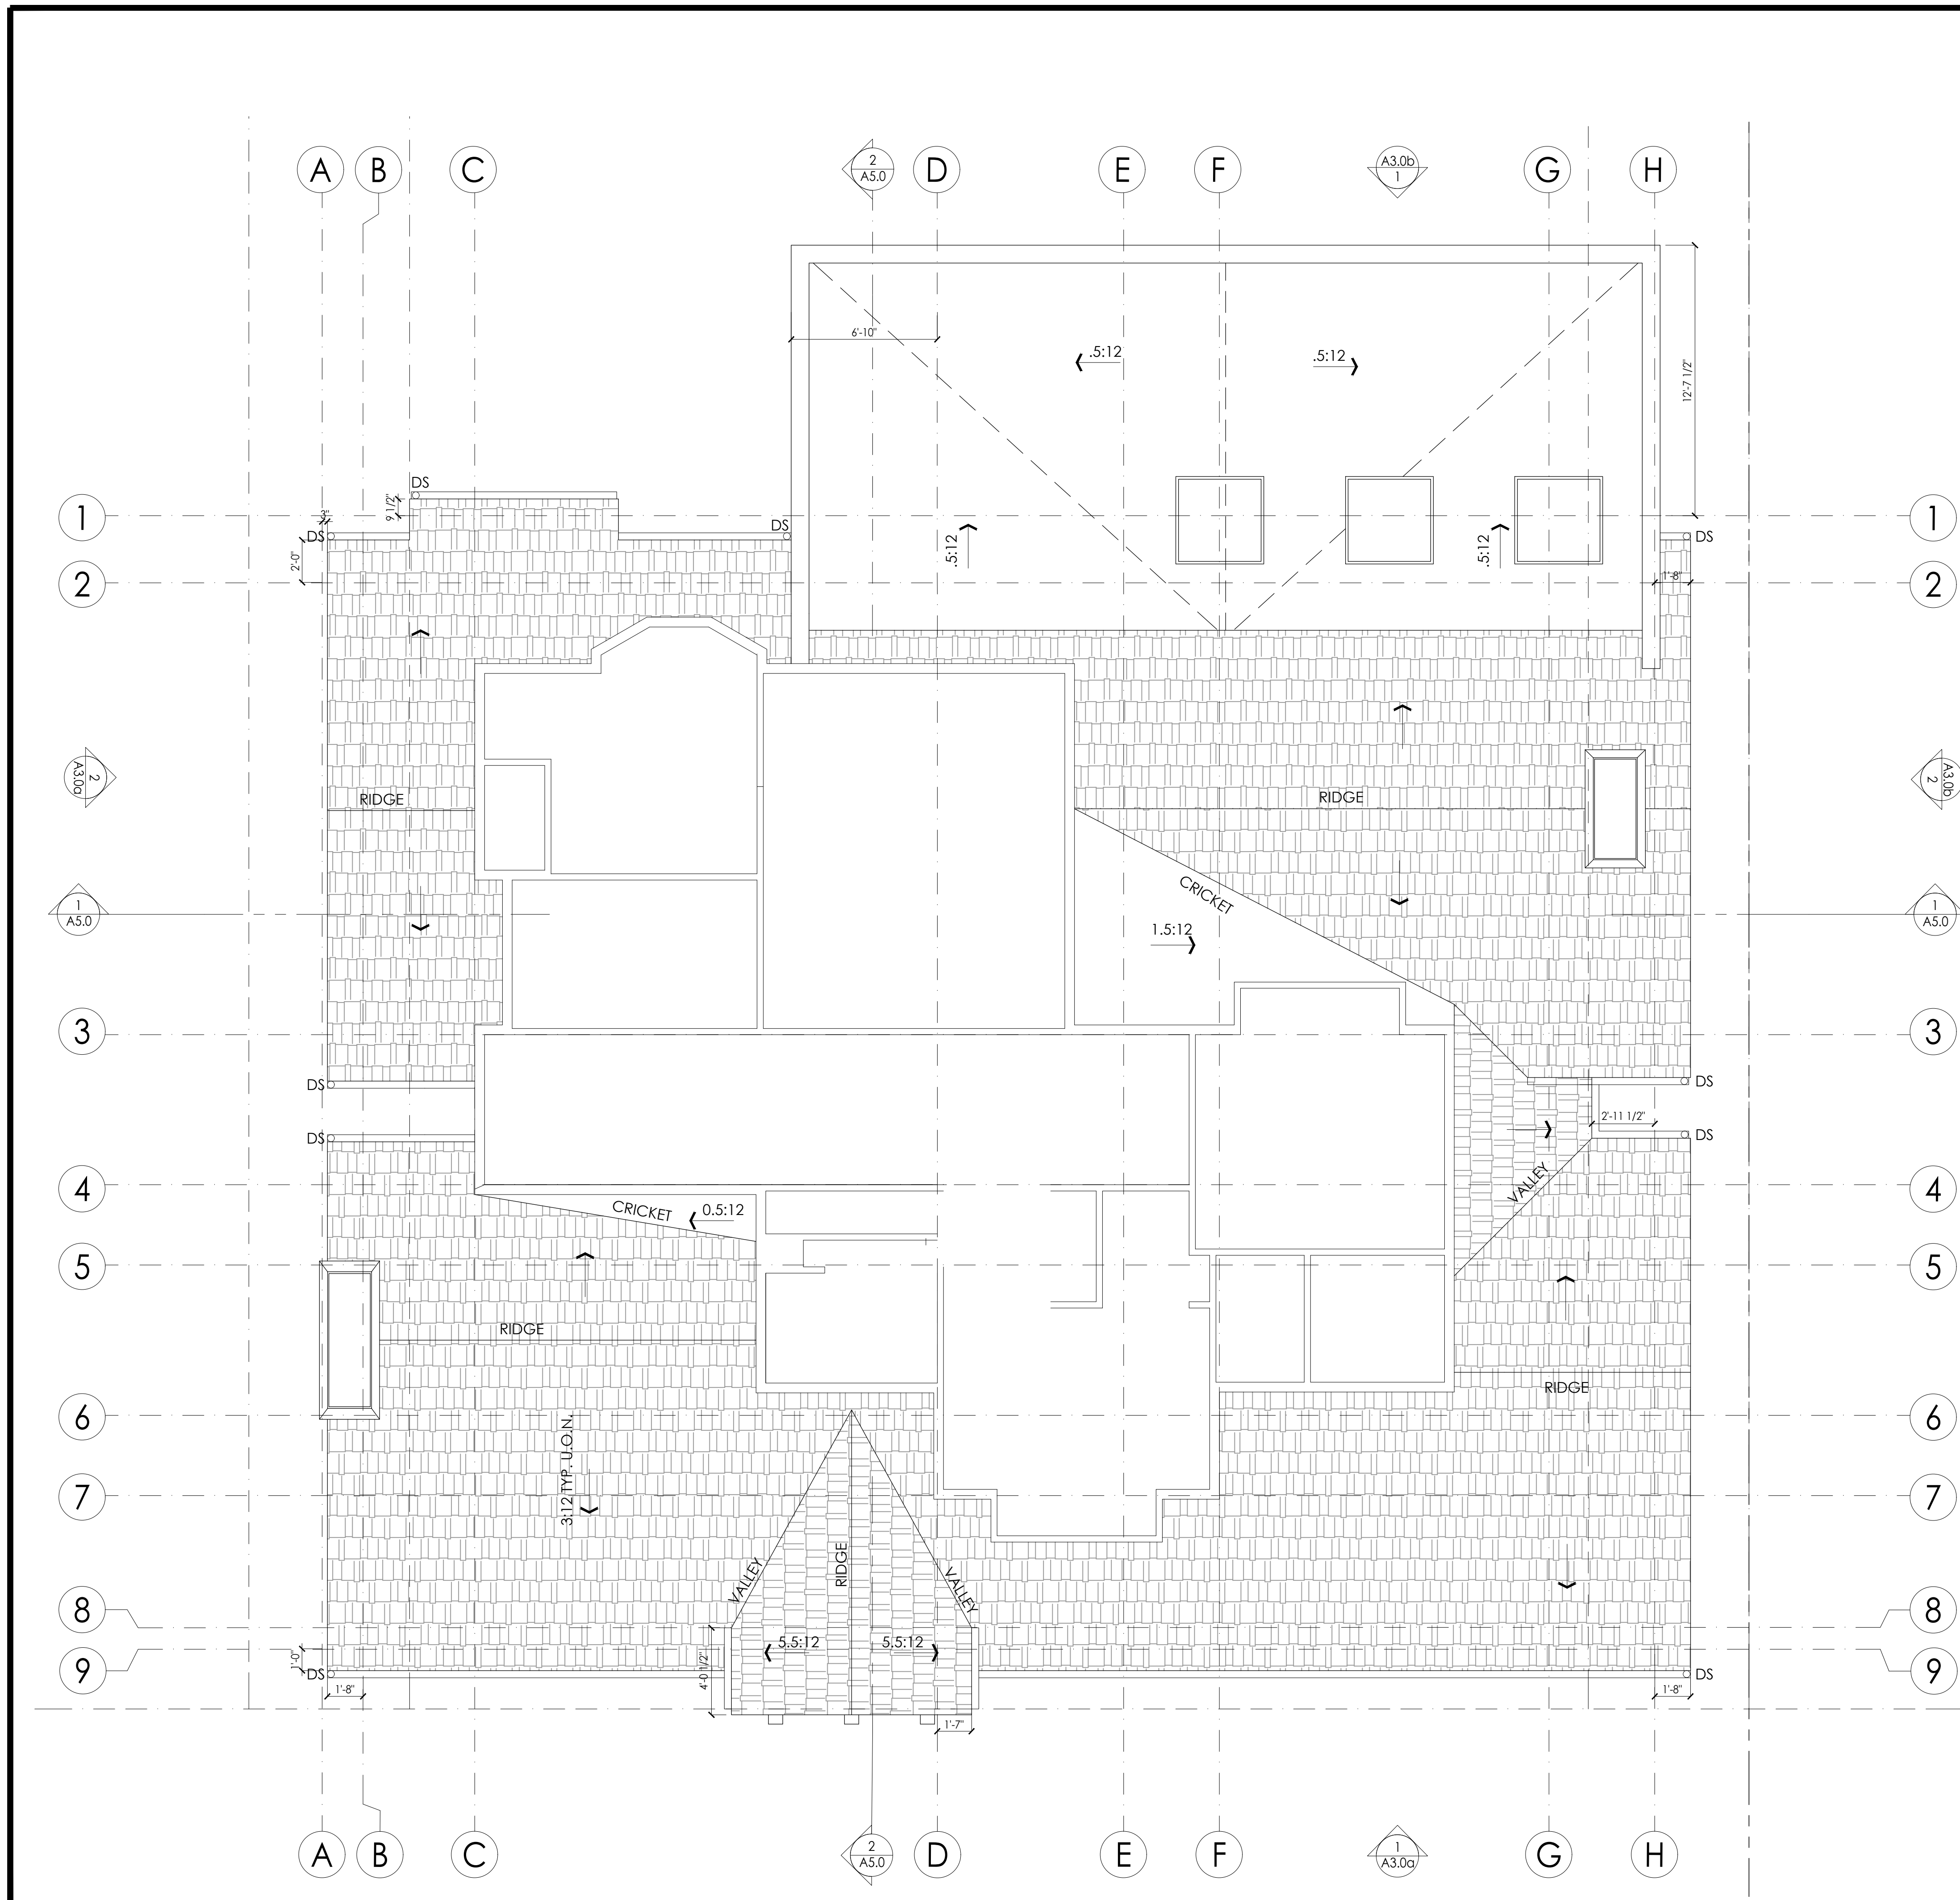 A
B
C
2
A5.0
D
E
F
A3.0b
1
G
H
6'-10"
.5:12
.5:12
12'-7 1/2"
DS
9 1/2"
3"
1
DS
DS
DS
1
.5:12
.5:12
2'-0"
2
1'-8"
2
2
A3.0a
RIDGE
RIDGE
A3.0b
2
CRICKET
1
A5.0
1.5:12
1
A5.0
3
3
DS
DS
2'-11 1/2"
DS
DS
VALLEY
4
4
CRICKET
0.5:12
5
5
RIDGE
RIDGE
6
6
3:12 TYP. U.O.N.
7
7
VALLEY
RIDGE
VALLEY
8
8
5.5:12
5.5:12
1'-0"
9
9
DS
4'-0 1/2"
DS
1'-8"
1'-8"
1'-7"
A
B
C
2
A5.0
D
E
F
1
A3.0a
G
H